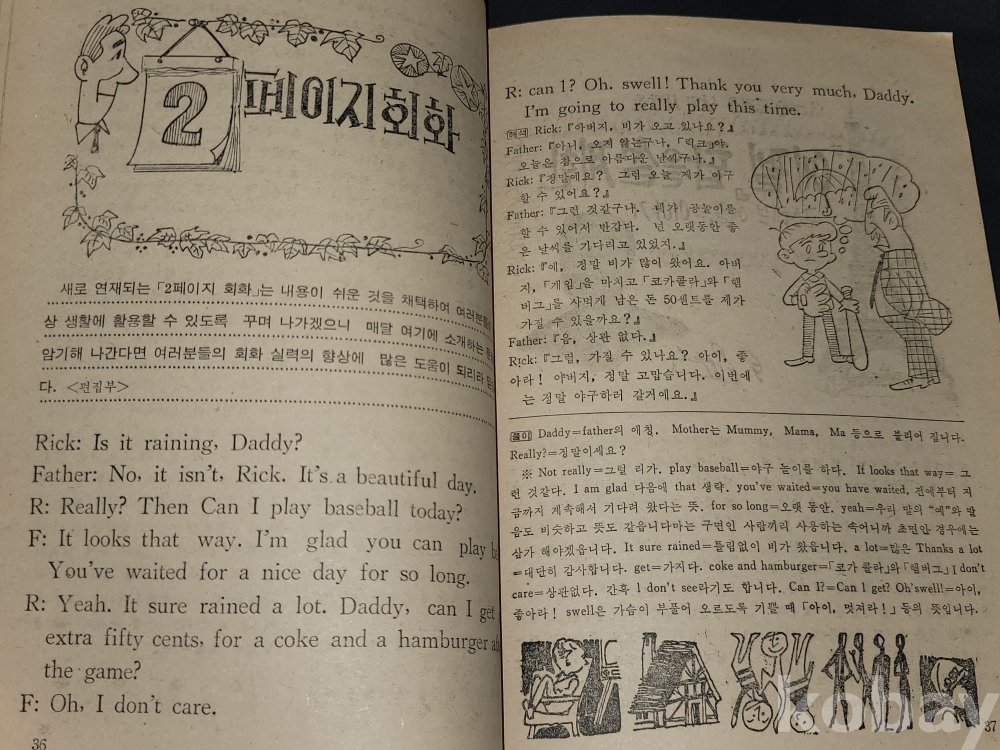 2
페이지 회화
새로 연재되는 「2페이지 회화」는 내용이 쉬운 것을 채택하여 여러분들
상 생활에 활용할 수 있도록 꾸며 나가겠으니 매달 여기에 소개하는
암기해 나간다면 여러분들의 회화 실력의 향상에 많은 도움이 되리라
다. <편집부>
Rick: Is it raining, Daddy?
Father: No, it isn't, Rick. It's a beautiful day.
R: Really? Then Can I play baseball today?
F: It looks that way. I'm glad you can play
You've waited for a nice day for so long.
R: Yeah. It sure rained a lot. Daddy, can I get
extra fifty cents, for a coke and a hamburger
the game?
F: Oh, I don't care.
36
R: can I? Oh. swell! Thank you very much, Daddy.
I'm going to really play this time.
해석 Rick:『아버지, 비가 오고 있나요?』
Father:『아니, 오지 않는구나, 「릭크」야.
오늘은 참으로 아름다운 날씨구나.』
Rick:『정말예요? 그럼 오늘 제가 야구
할 수 있어요?』
Father:『그런 것같구나. 네가 공놀이를
할 수 있어서 반갑다. 넌 오랫동안 좋
은 날씨를 기다리고 있었지.』
Rick:『예, 정말 비가 많이 왔어요. 아버
지, 「게임」을 마치고 「코카콜라」와 「햄
버그」를 사먹게 남은 돈 50센트를 제가
가질 수 있을까요?』
Father:『음, 상관 없다.』
Rick:『그럼, 가질 수 있나요? 아이, 좋
아라! 아버지, 정말 고맙습니다. 이번에
는 정말 야구하러 갈거예요.』
풀이 Daddy=father의 애칭. Mother는 Mummy, Mama, Ma 등으로 불리어 집니다.
Really?=정말이세요?
※ Not really=그럴 리가. play baseball=야구 놀이를 하다. It looks that way=그
런 것같다. I am glad 다음에 that 생략. you've waited=you have waited, 전에부터 지
금까지 계속해서 기다려 왔다는 뜻. for so long=오랫 동안. yeah=우리 말의 "예"와 발
음도 비슷하고 뜻도 같읍니다마는 구면인 사람끼리 사용하는 속어니까 초면안 경우에는
삼가 해야겠읍니다. It sure rained=틀림없이 비가 왔읍니다. a lot=많은 Thanks a lot
=대단히 감사합니다. get=가지다. coke and hamburger=「코카 콜라」와 「햄버그」 I don't
care=상관없다. 간혹 I don't see라기도 합니다. Can I?=Can I get? Oh'swell!=아이,
좋아라! swell은 가슴이 부풀어 오르도록 기쁠 때 「아이, 멋져라!」 등의 뜻입니다.
37
kobay